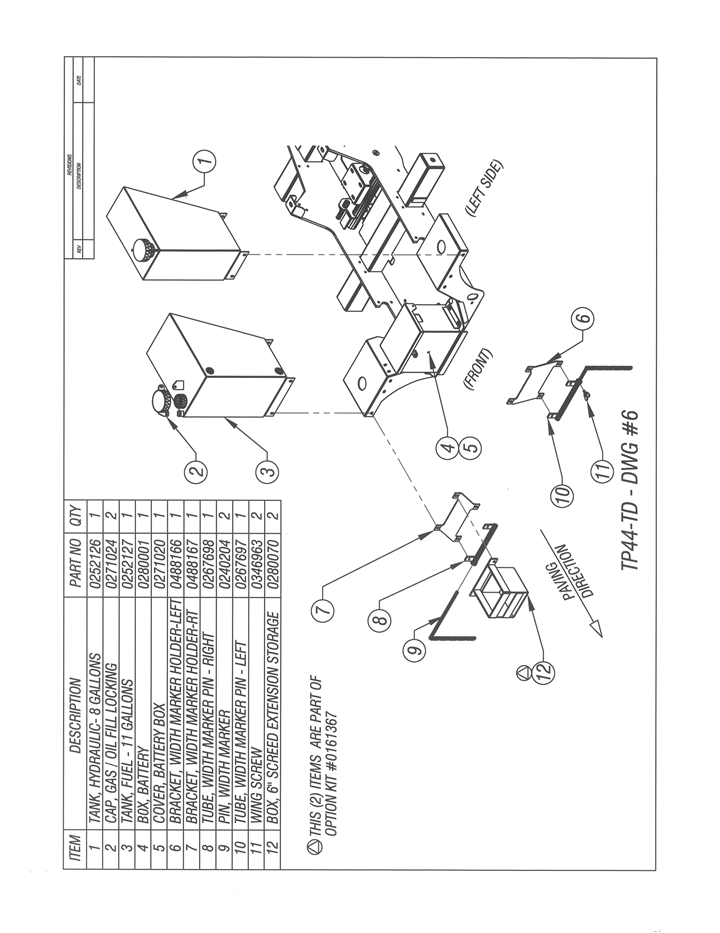 REVISIONS
REV DESCRIPTION DATE
ITEM DESCRIPTION PART NO QTY
1 TANK, HYDRAULIC- 8 GALLONS 0252126 1
2 CAP, GAS / OIL FILL LOCKING 0271024 2
3 TANK, FUEL - 11 GALLONS 0252127 1
4 BOX, BATTERY 0280001 1
5 COVER, BATTERY BOX 0271020 1
6 BRACKET, WIDTH MARKER HOLDER-LEFT 0488166 1
7 BRACKET, WIDTH MARKER HOLDER-RT 0488167 1
8 TUBE, WIDTH MARKER PIN - RIGHT 0267698 1
9 PIN, WIDTH MARKER 0240204 2
10 TUBE, WIDTH MARKER PIN - LEFT 0267697 1
11 WING SCREW 0346963 2
12 BOX, 6" SCREED EXTENSION STORAGE 0280070 2
THIS (2) ITEMS ARE PART OF
OPTION KIT #0161367
1
2
3
(LEFT SIDE)
(FRONT)
4
5
6
7
8
9
10
11
12
PAVING
DIRECTION
TP44-TD - DWG #6